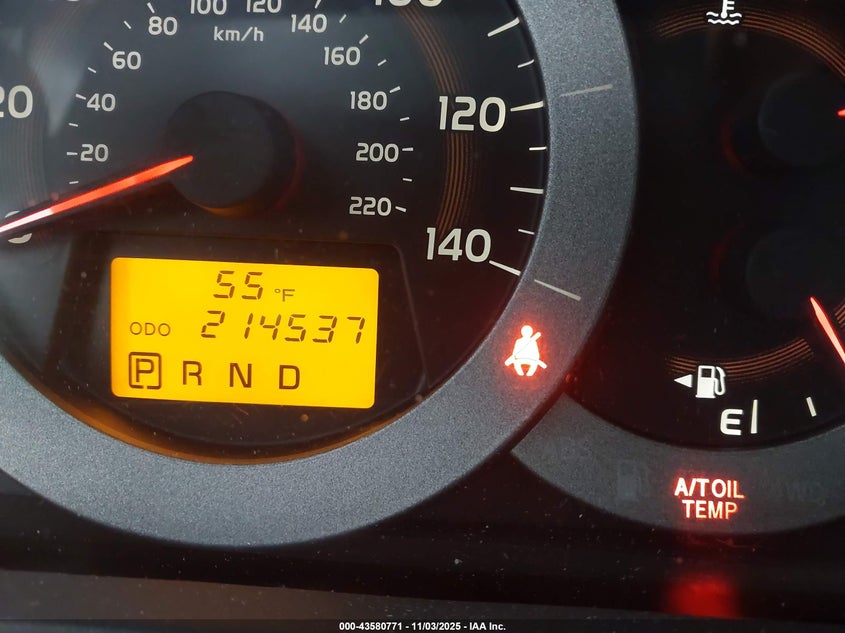 100 120
80 140
km/h
60 160
20 40 180 120
20 200
220
140
55 °F
ODO 214537
P R N D
E
A/T OIL
TEMP
000-43580771 - 11/03/2025 - IAA Inc.